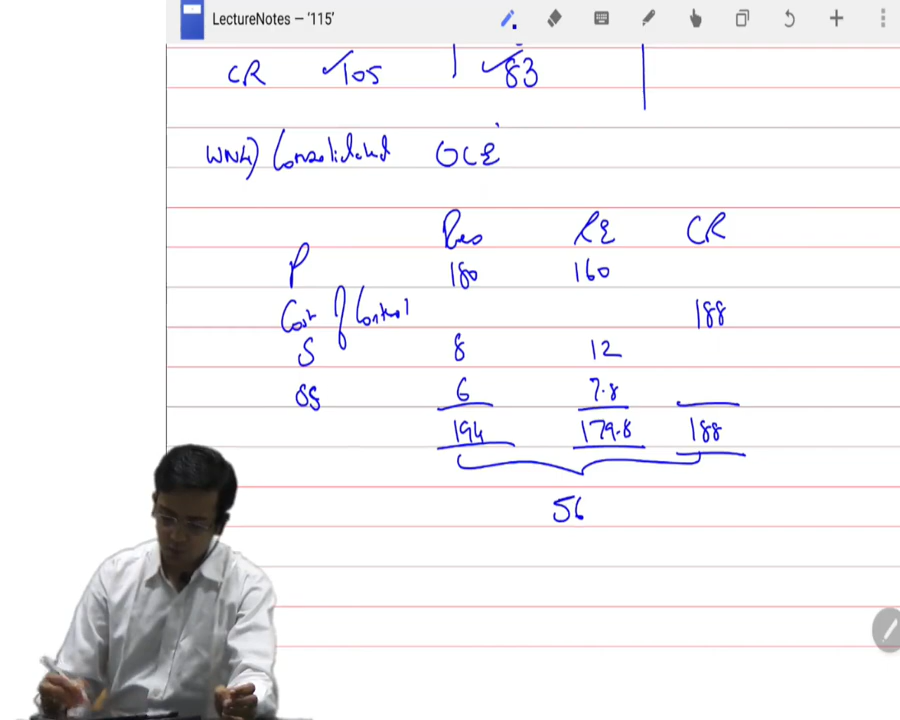 LectureNotes – '115'
CR 105 83
WN4) Consolidated OCE
Res RE CR
P 180 160
Cost of Control 188
S 8 12
SS 6 7.8
194 179.8 188
56